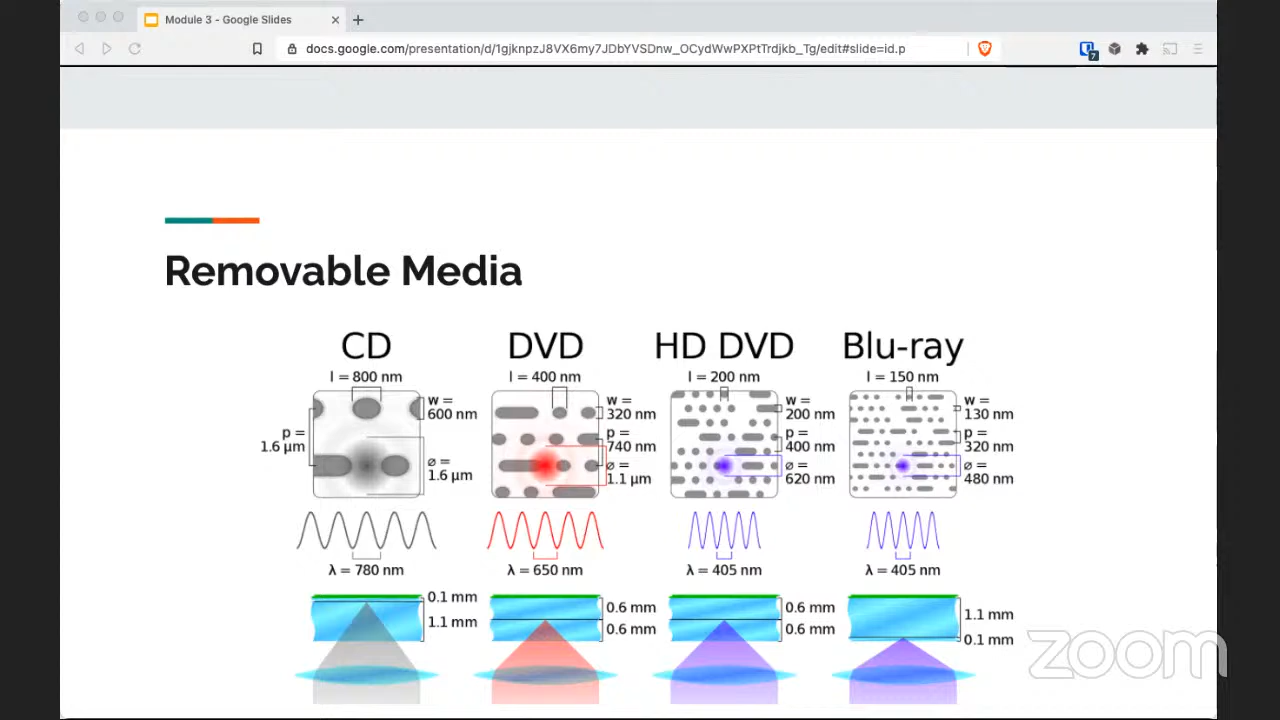 Module 3 - Google Slides
docs.google.com/presentation/d/1gjknpzJ8VX6my7JDbYVSDnw_OCydWwPXPtTrdjkb_Tg/edit#slide=id.p
7
Removable Media
CD DVD HD DVD Blu-ray
l = 800 nm l = 400 nm l = 200 nm l = 150 nm
w = w = w = w =
600 nm 320 nm 200 nm 130 nm
p = p = p = p =
1.6 µm 740 nm 400 nm 320 nm
⌀ = ⌀ = ⌀ = ⌀ =
1.6 µm 1.1 µm 620 nm 480 nm
λ = 780 nm λ = 650 nm λ = 405 nm λ = 405 nm
0.1 mm 0.6 mm 0.6 mm 1.1 mm
1.1 mm 0.6 mm 0.6 mm 0.1 mm
zoom